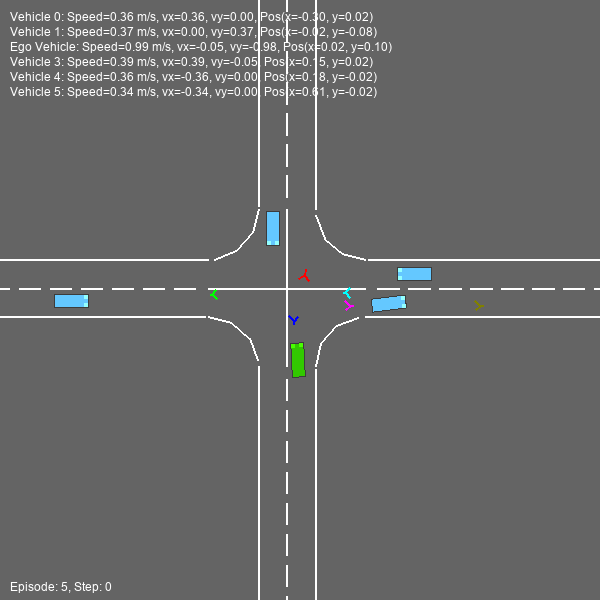 Vehicle 0: Speed=0.36 m/s, vx=0.36, vy=0.00, Pos(x=-0.30, y=0.02)
Vehicle 1: Speed=0.37 m/s, vx=0.00, vy=0.37, Pos(x=-0.02, y=-0.08)
Ego Vehicle: Speed=0.99 m/s, vx=-0.05, vy=-0.98, Pos(x=0.02, y=0.10)
Vehicle 3: Speed=0.39 m/s, vx=0.39, vy=-0.05, Pos(x=0.15, y=0.02)
Vehicle 4: Speed=0.36 m/s, vx=-0.36, vy=0.00, Pos(x=0.18, y=-0.02)
Vehicle 5: Speed=0.34 m/s, vx=-0.34, vy=0.00, Pos(x=0.61, y=-0.02)
Episode: 5, Step: 0